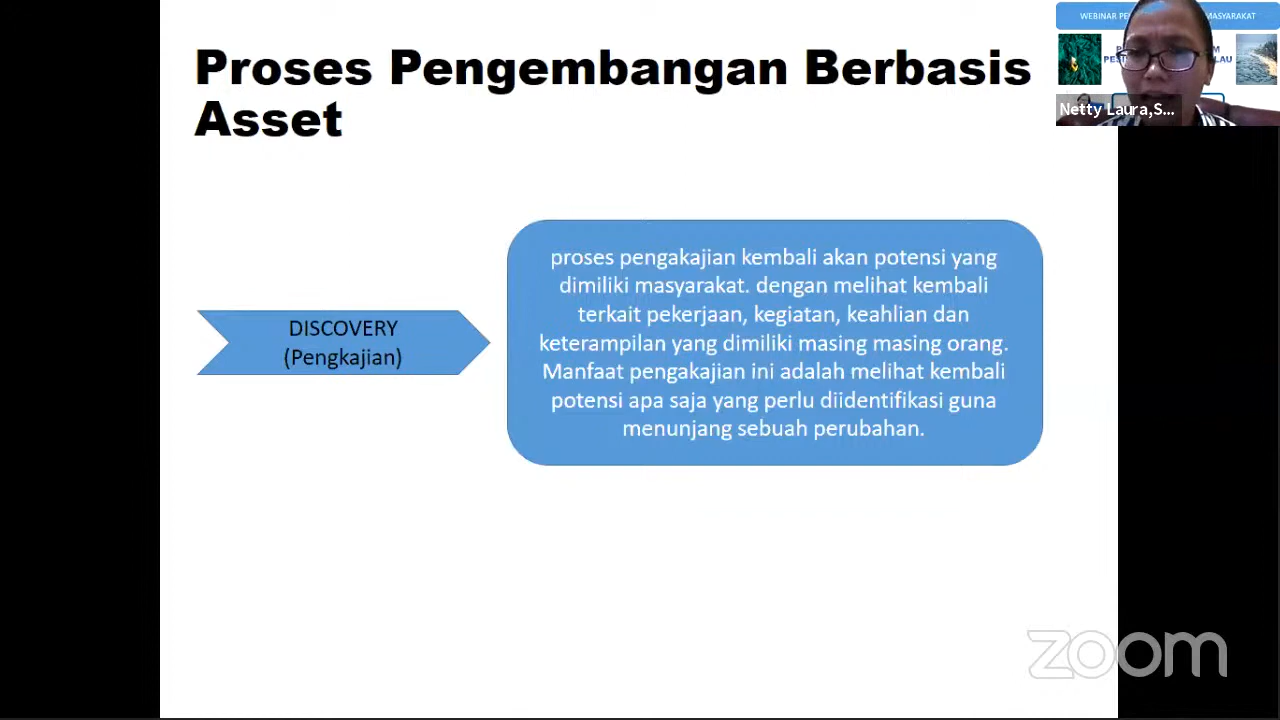 WEBINAR
MASYARAKAT
Netty Laura,S...
Proses Pengembangan Berbasis
Asset
DISCOVERY
(Pengkajian)
proses pengakajian kembali akan potensi yang
dimiliki masyarakat. dengan melihat kembali
terkait pekerjaan, kegiatan, keahlian dan
keterampilan yang dimiliki masing masing orang.
Manfaat pengakajian ini adalah melihat kembali
potensi apa saja yang perlu diidentifikasi guna
menunjang sebuah perubahan.
zoom